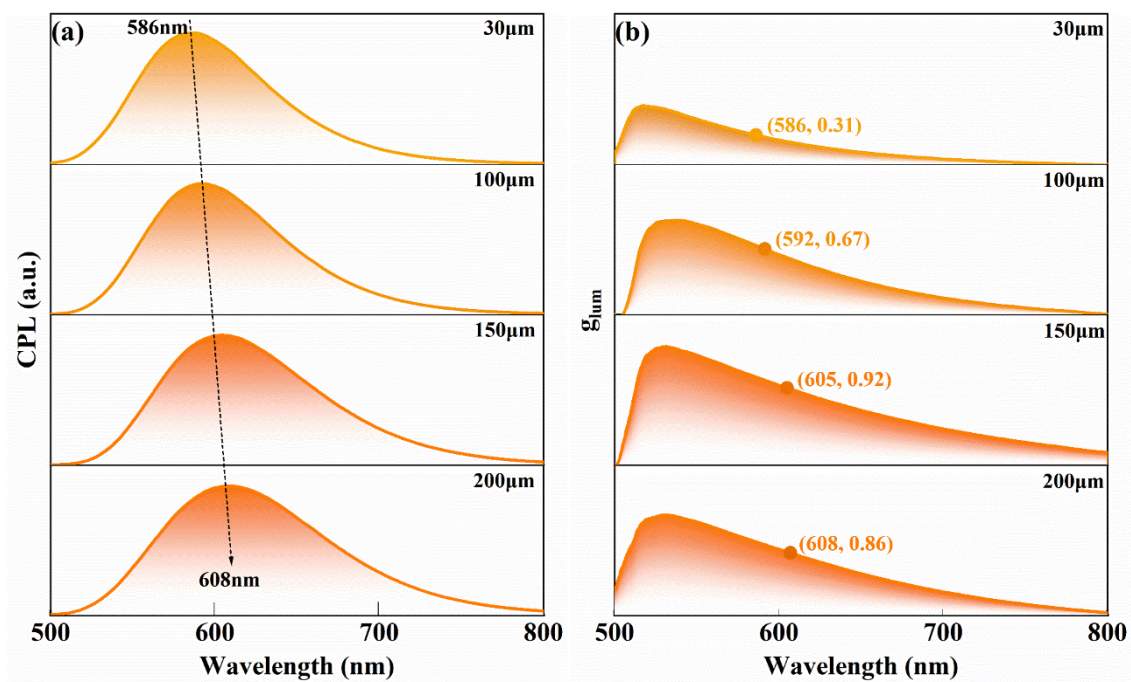 (a)
586nm
30μm
100μm
150μm
200μm
608nm
CPL (a.u.)
500
600
700
800
Wavelength (nm)
(b)
30μm
(586, 0.31)
100μm
(592, 0.67)
150μm
(605, 0.92)
200μm
(608, 0.86)
glum
500
600
700
800
Wavelength (nm)